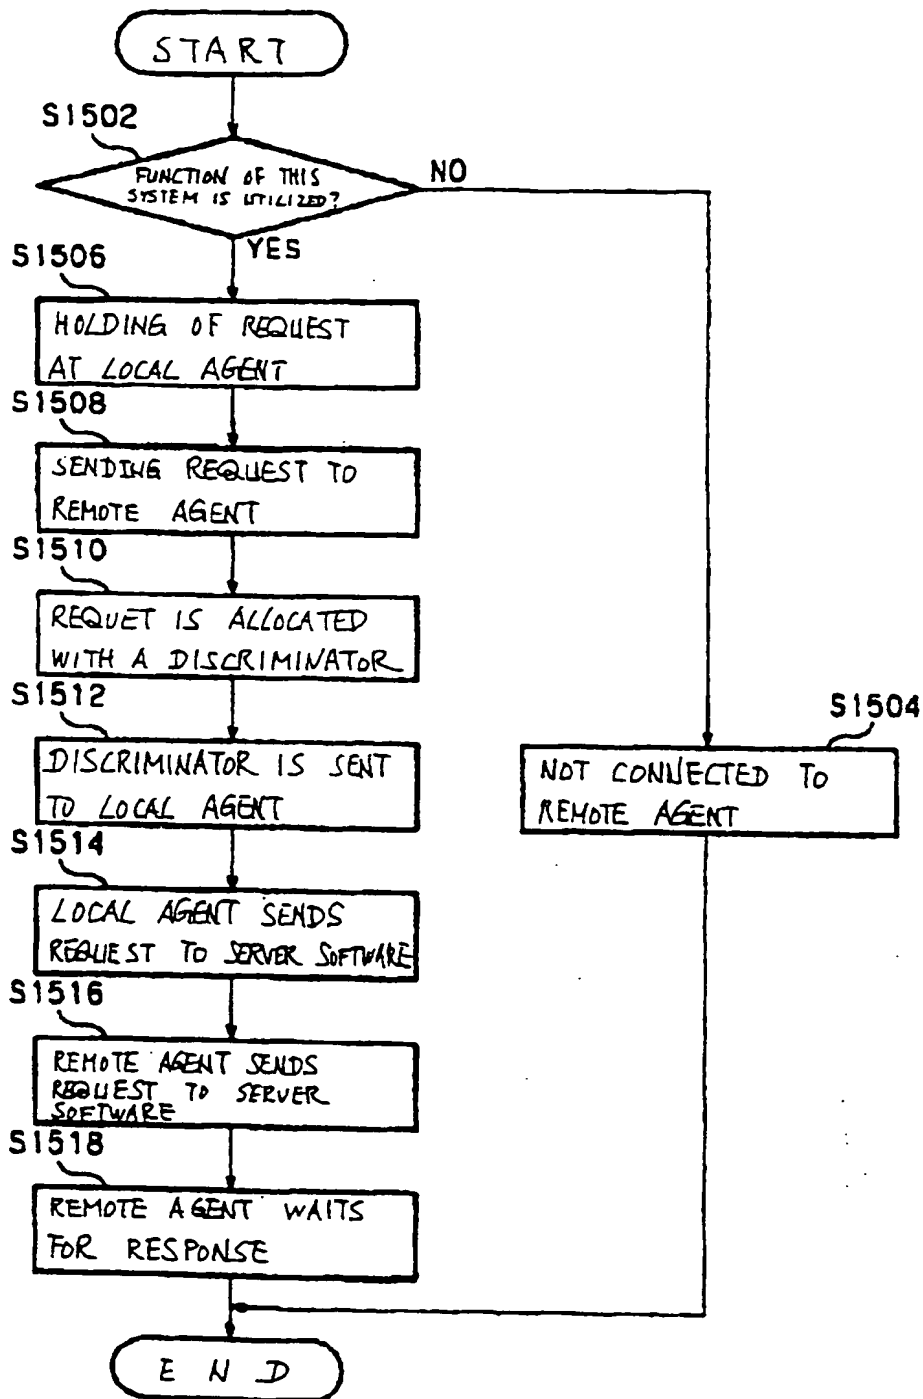 START
S1502
FUNCTION OF THIS
SYSTEM IS UTILIZED?
NO
YES
S1506
HOLDING OF REQUEST
AT LOCAL AGENT
S1508
SENDING REQUEST TO
REMOTE AGENT
S1510
REQUET IS ALLOCATED
WITH A DISCRIMINATOR
S1512
DISCRIMINATOR IS SENT
TO LOCAL AGENT
S1504
NOT CONNECTED TO
REMOTE AGENT
S1514
LOCAL AGENT SENDS
REQUEST TO SERVER SOFTWARE
S1516
REMOTE AGENT SENDS
REQUEST TO SERVER
SOFTWARE
S1518
REMOTE AGENT WAITS
FOR RESPONSE
END